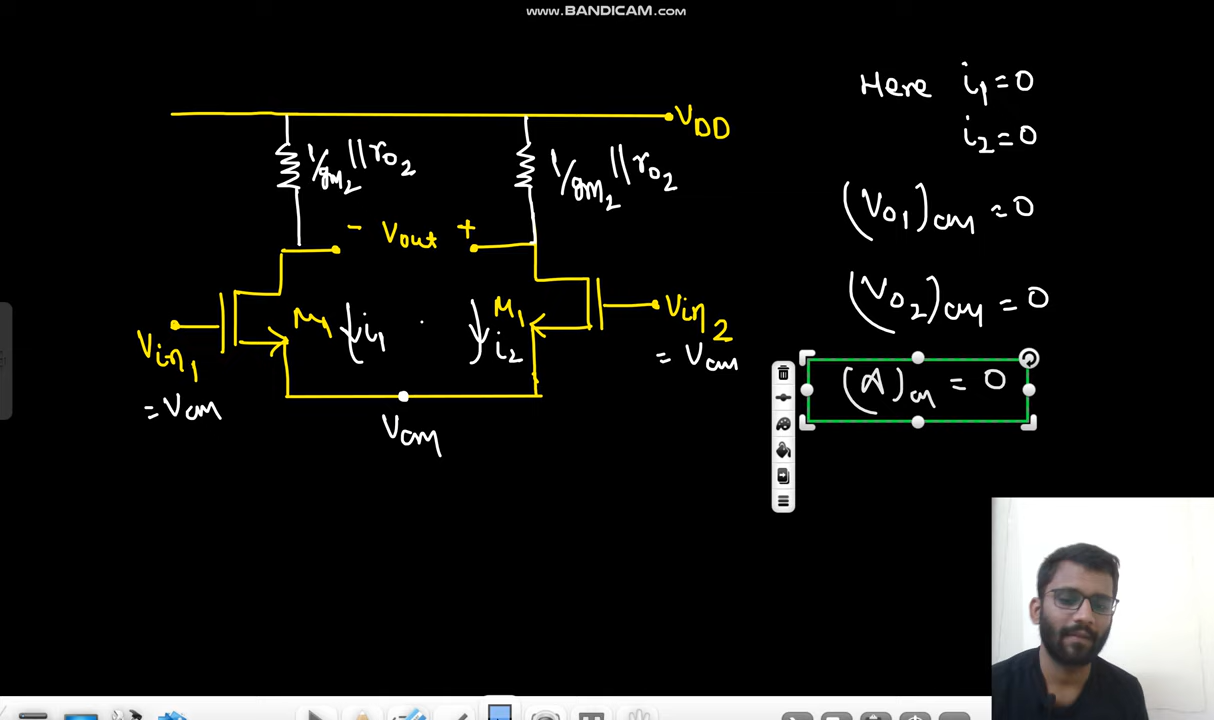 www.BANDICAM.com
Here i1=0
i2=0
VDD
1/gm2 || ro2
1/gm2 || ro2
- Vout +
(Vo1)cm = 0
(Vo2)cm = 0
(A)cm = 0
M1
i1
M1
i2
Vin1
= Vcm
Vin2
= Vcm
Vcm